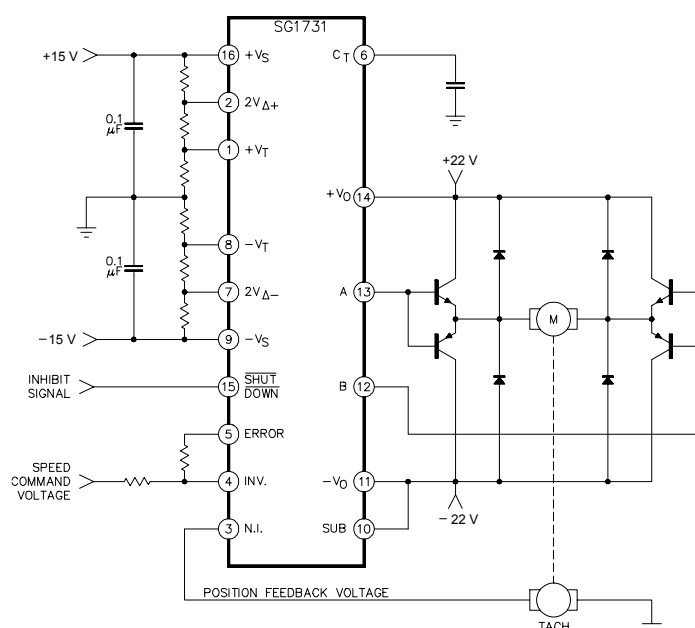 SG1731
+15 V
16 +VS
CT 6
2 2VΔ+
0.1
μF
1 +VT
+22 V
+VO 14
8 −VT
0.1
μF
7 2VΔ−
A 13
M
−15 V
9 −VS
INHIBIT
SIGNAL
15 SHUT
DOWN
B 12
5 ERROR
SPEED
COMMAND
VOLTAGE
4 INV.
−VO 11
3 N.I.
SUB 10
−22 V
POSITION FEEDBACK VOLTAGE
TACH